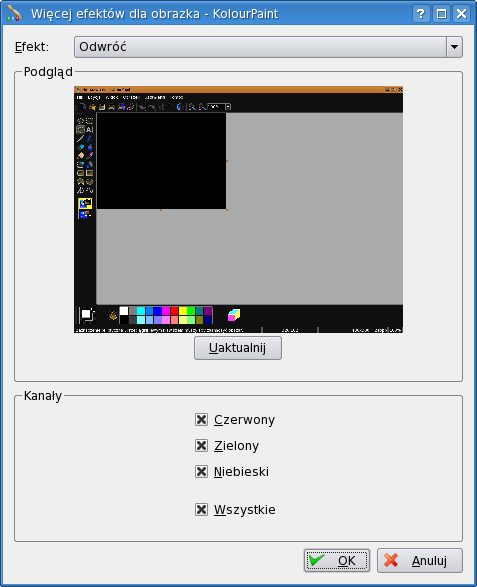 Więcej efektów dla obrazka - KolourPaint
Efekt: Odwróć
Podgląd
Uaktualnij
Kanały
Czerwony
Zielony
Niebieski
Wszystkie
OK Anuluj